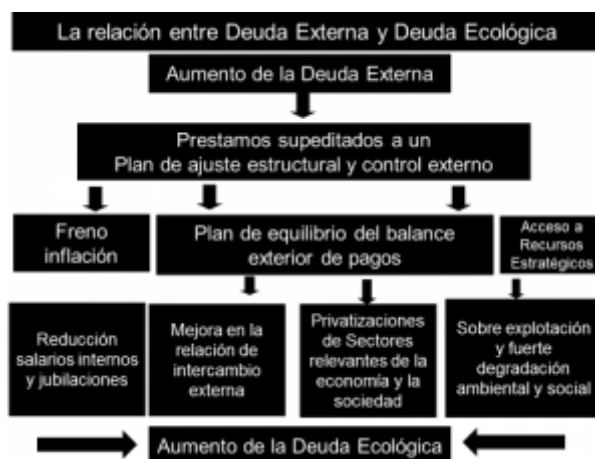 La relación entre Deuda Externa y Deuda Ecológica
Aumento de la Deuda Externa
Prestamos supeditados a un
Plan de ajuste estructural y control externo
Freno
inflación
Plan de equilibrio del balance
exterior de pagos
Acceso a
Recursos
Estratégicos
Reducción
salarios internos
y jubilaciones
Mejora en la
relación de
intercambio
externa
Privatizaciones
de Sectores
relevantes de la
economía y la
sociedad
Sobre explotación
y fuerte
degradación
ambiental y social
Aumento de la Deuda Ecológica